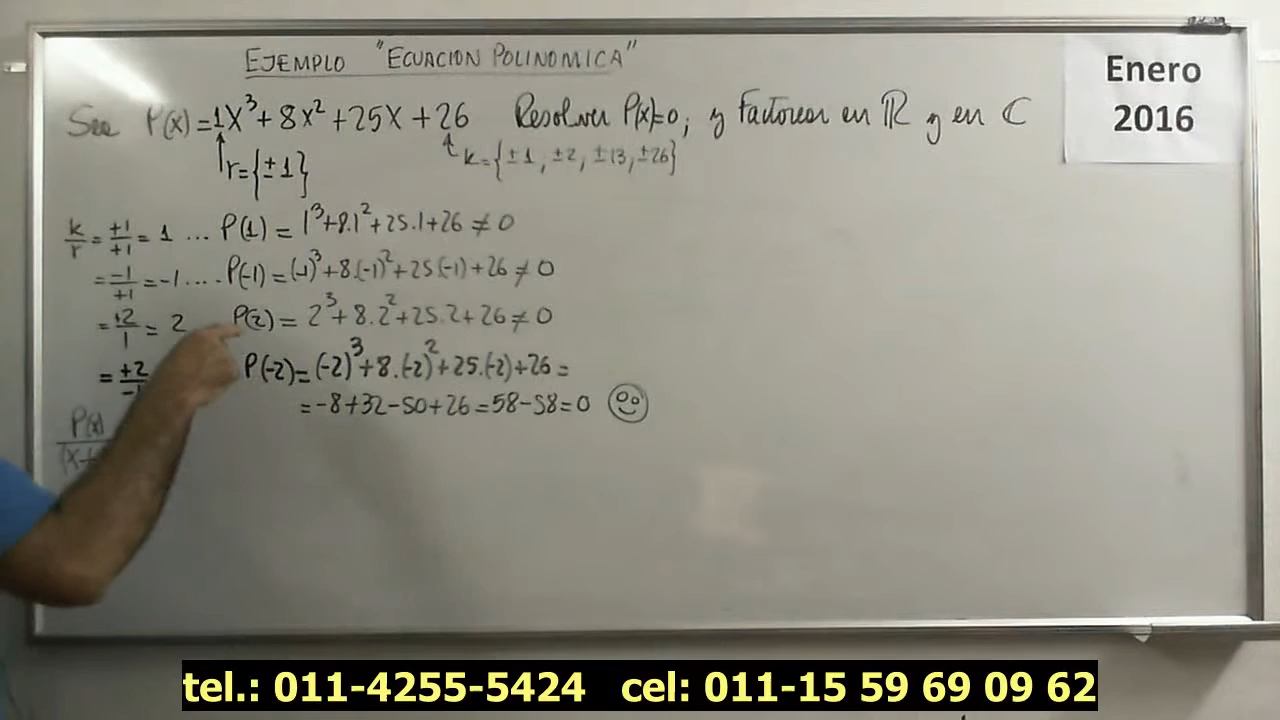 EJEMPLO "ECUACION POLINOMICA"
Enero
2016
Sea P(x)=1x³+8x²+25x+26 Resolver P(x)=0; y Factorear en ℝ y en ℂ
r={±1}
k={±1, ±2, ±13, ±26}
k/r = +1/+1 = 1 ... P(1) = 1³+8.1²+25.1+26 ≠ 0
= -1/+1 = -1 .... P(-1) = (-1)³+8.(-1)²+25(-1)+26 ≠ 0
= +2/1 = 2 P(2) = 2³+8.2²+25.2+26 ≠ 0
= +2/-1 P(-2) = (-2)³+8.(-2)²+25.(-2)+26 =
= -8+32-50+26 = 58-58 = 0
P(x)
(x+
tel.: 011-4255-5424 cel: 011-15 59 69 09 62